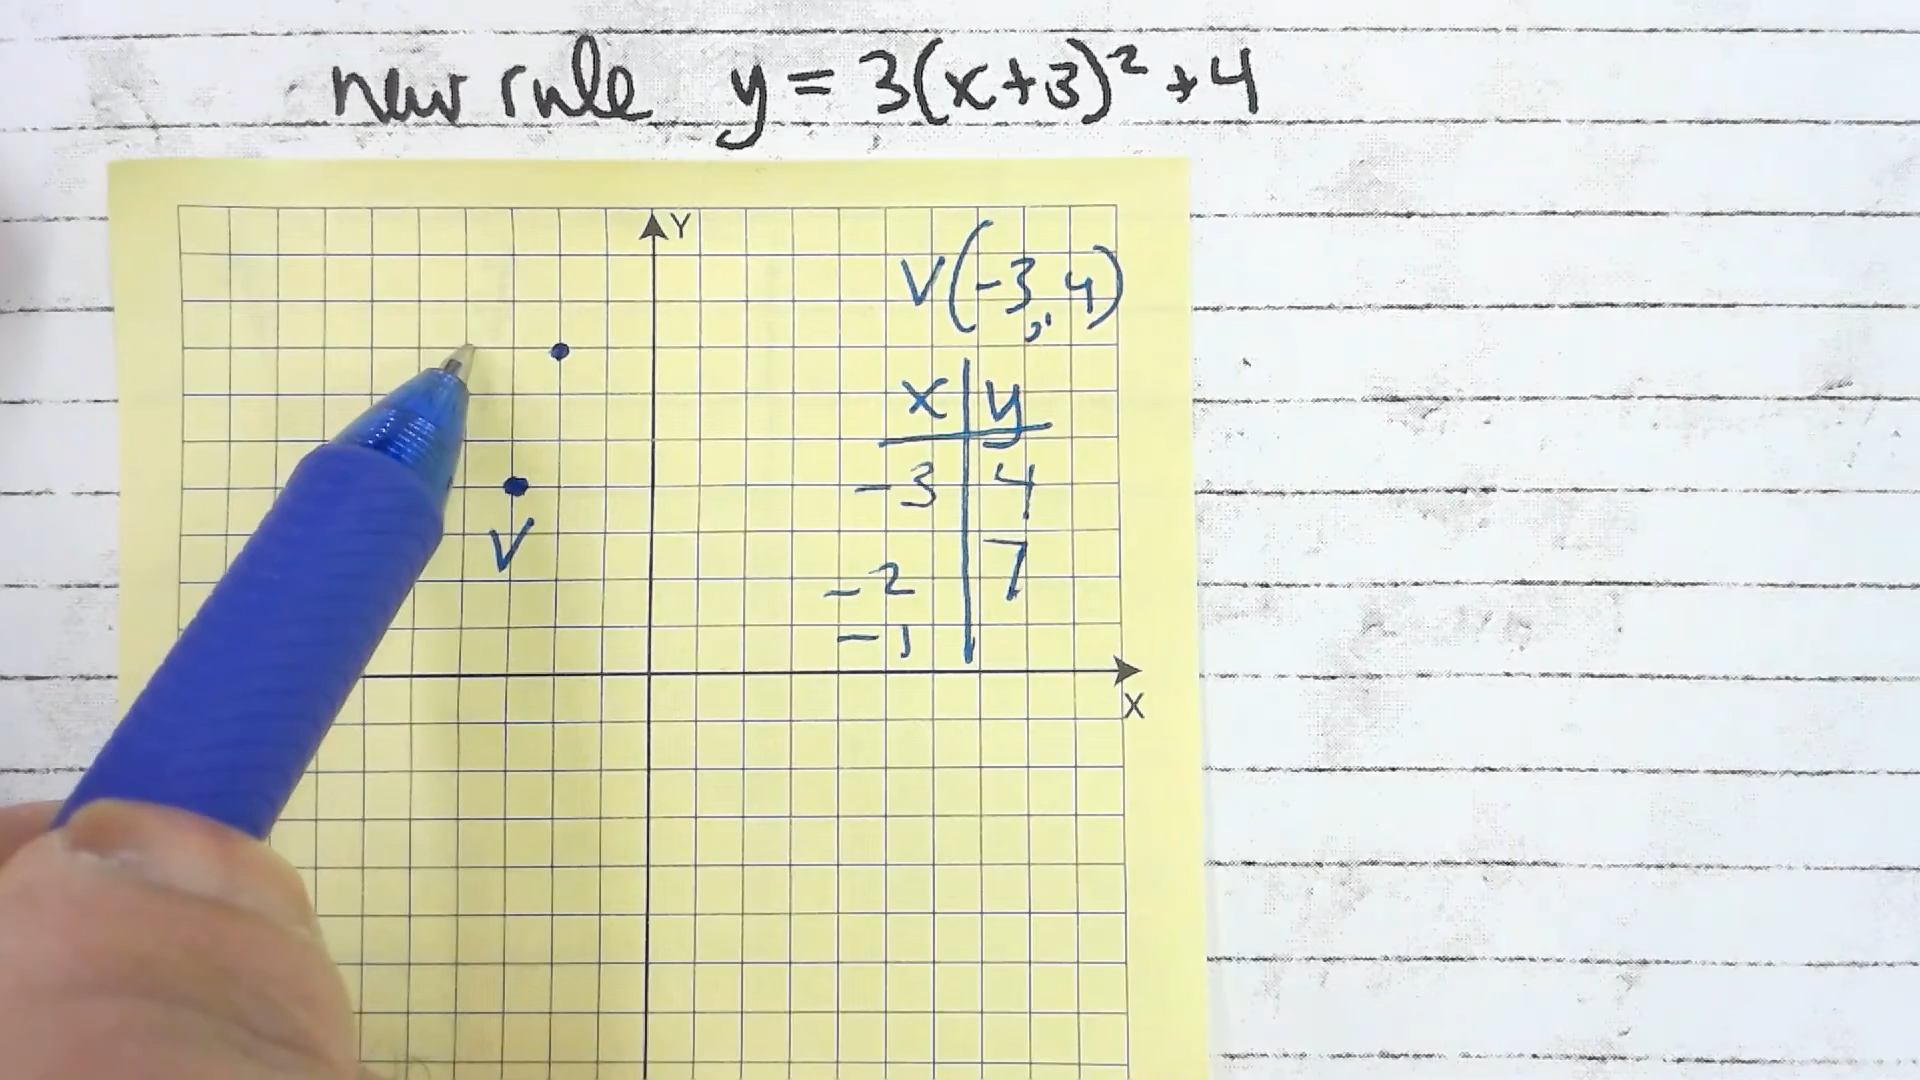 new rule y = 3(x+3)² + 4
Y
V(-3, 4)
x y
-3 4
V
-2 7
-1
X